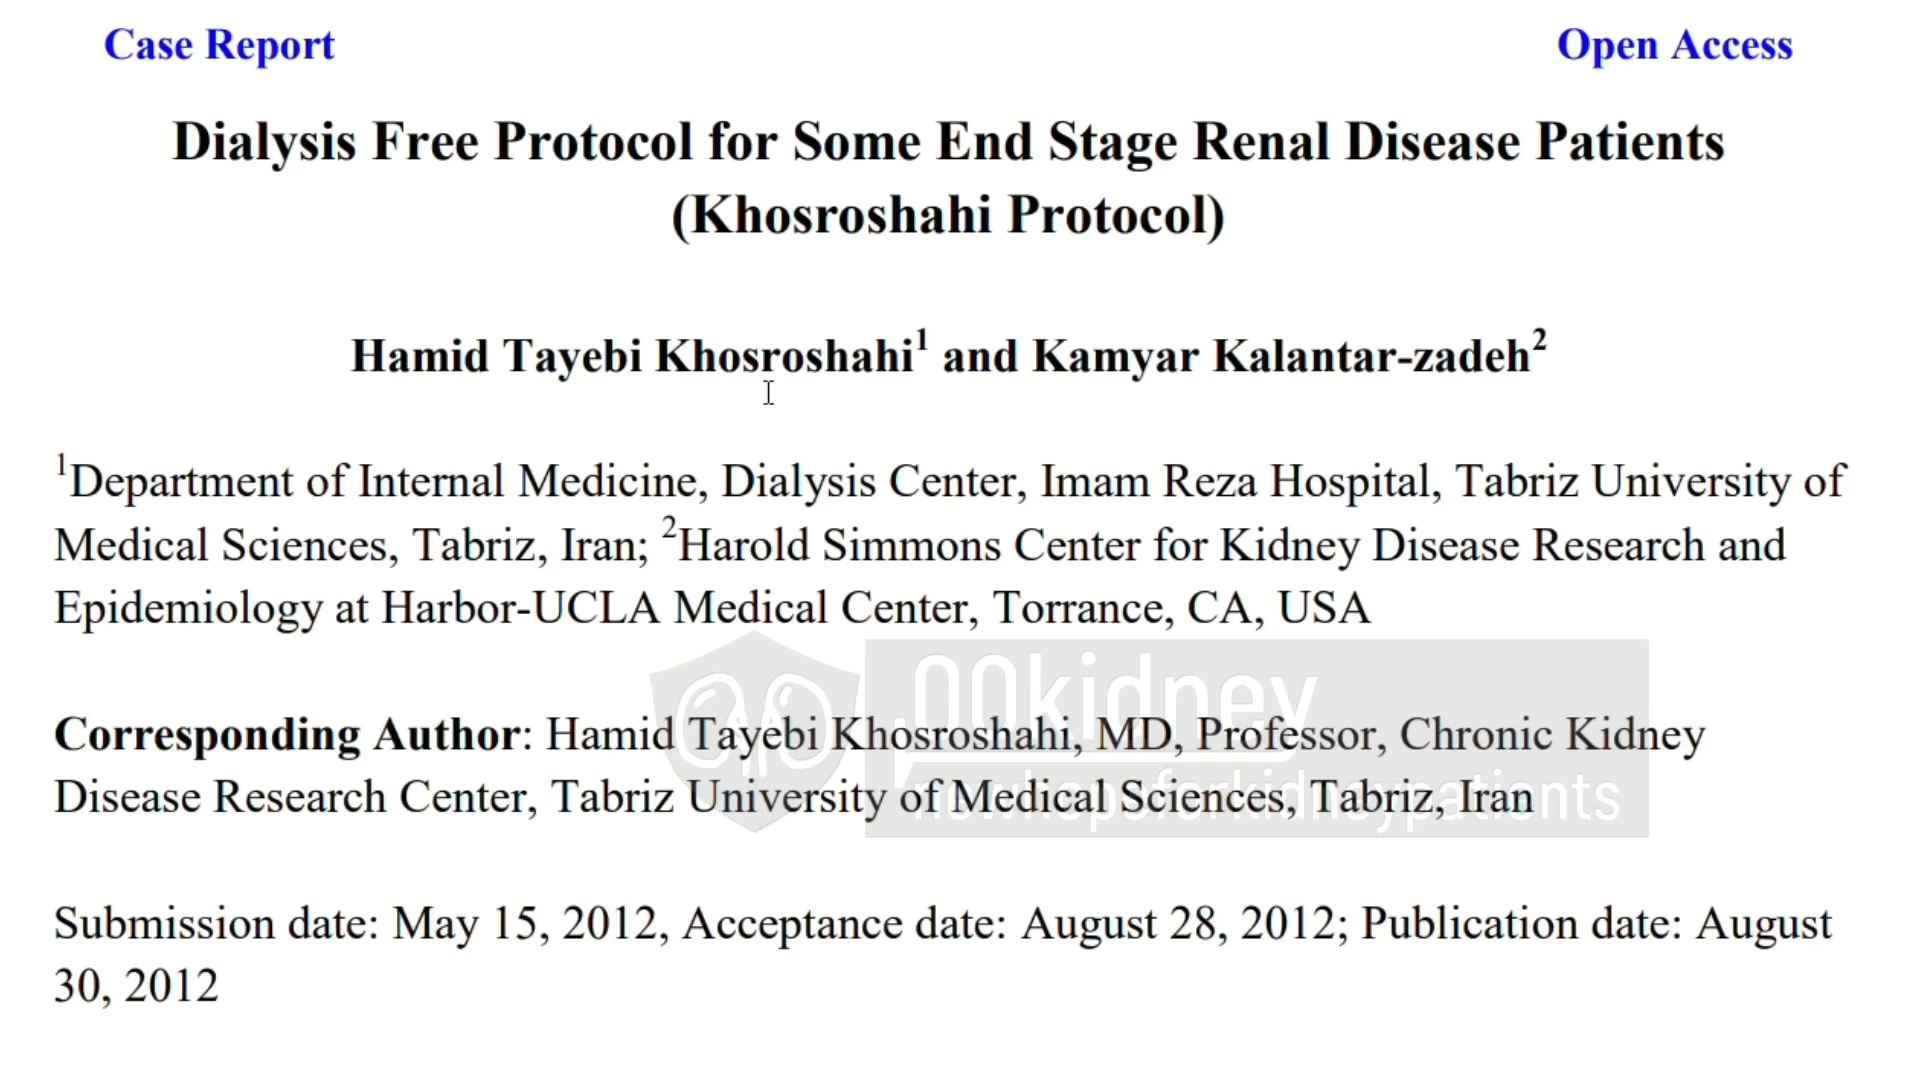 Case Report
Open Access
Dialysis Free Protocol for Some End Stage Renal Disease Patients
(Khosroshahi Protocol)
Hamid Tayebi Khosroshahi¹ and Kamyar Kalantar-zadeh²
¹Department of Internal Medicine, Dialysis Center, Imam Reza Hospital, Tabriz University of
Medical Sciences, Tabriz, Iran; ²Harold Simmons Center for Kidney Disease Research and
Epidemiology at Harbor-UCLA Medical Center, Torrance, CA, USA
00kidney
Corresponding Author: Hamid Tayebi Khosroshahi, MD, Professor, Chronic Kidney
Disease Research Center, Tabriz University of Medical Sciences, Tabriz, Iran
newhopeforkidneypatients
Submission date: May 15, 2012, Acceptance date: August 28, 2012; Publication date: August
30, 2012